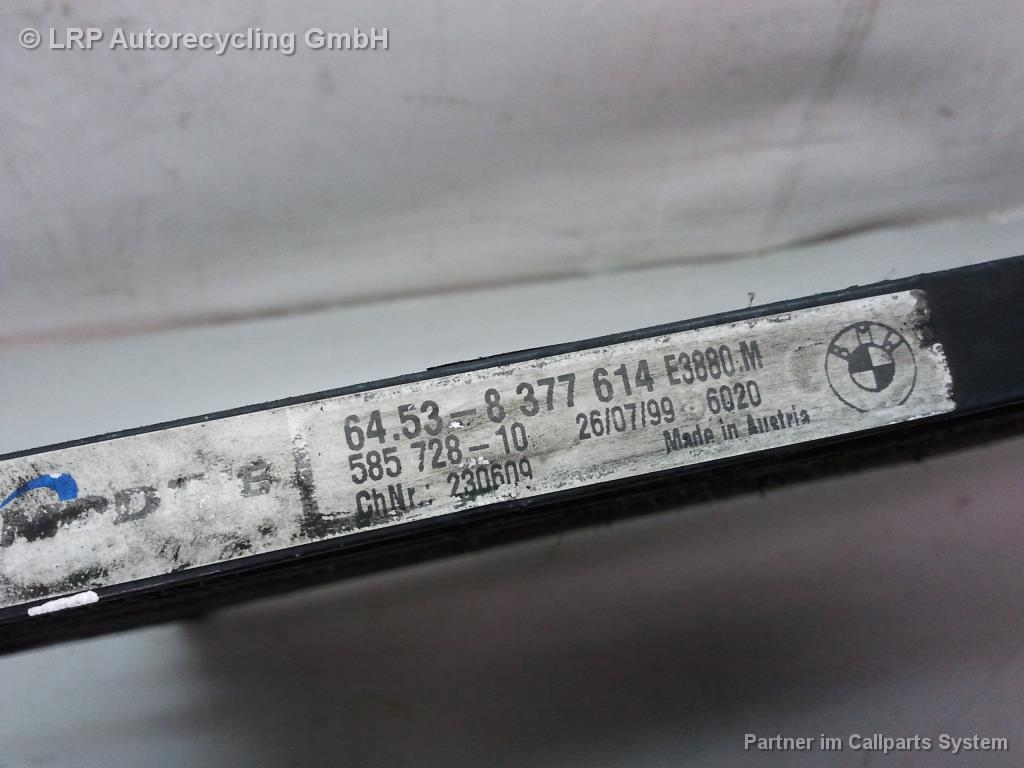 © LRP Autorecycling GmbH
64.53-8 377 614 E3880.M
585 728-10 26/07/99 6020
ChNr.: 230609 Made in Austria
BMW
Partner im Callparts System